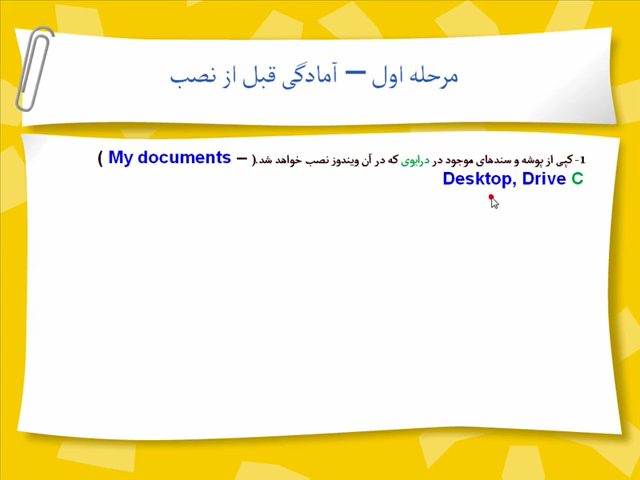 مرحله اول – آمادگی قبل از نصب
1- کپی از پوشه و سندهای موجود در درایوی که در آن ویندوز نصب خواهد شد.( My documents – )
Desktop, Drive C